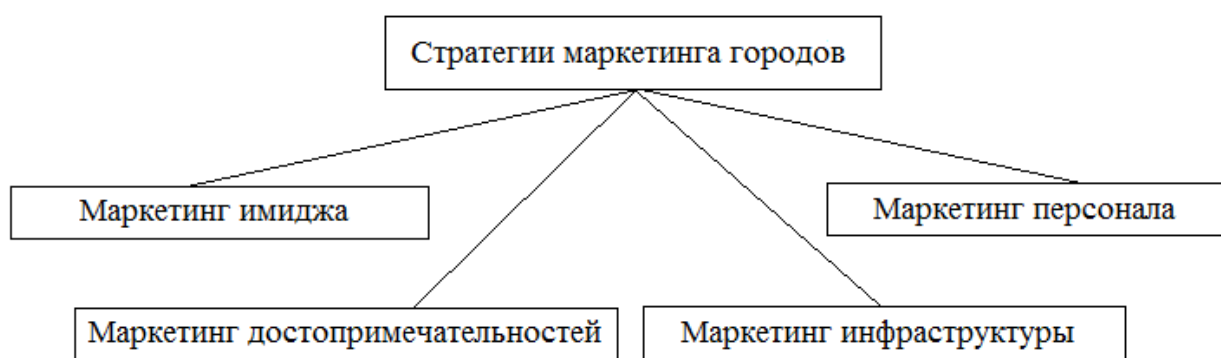 Стратегии маркетинга городов
Маркетинг имиджа
Маркетинг персонала
Маркетинг достопримечательностей
Маркетинг инфраструктуры